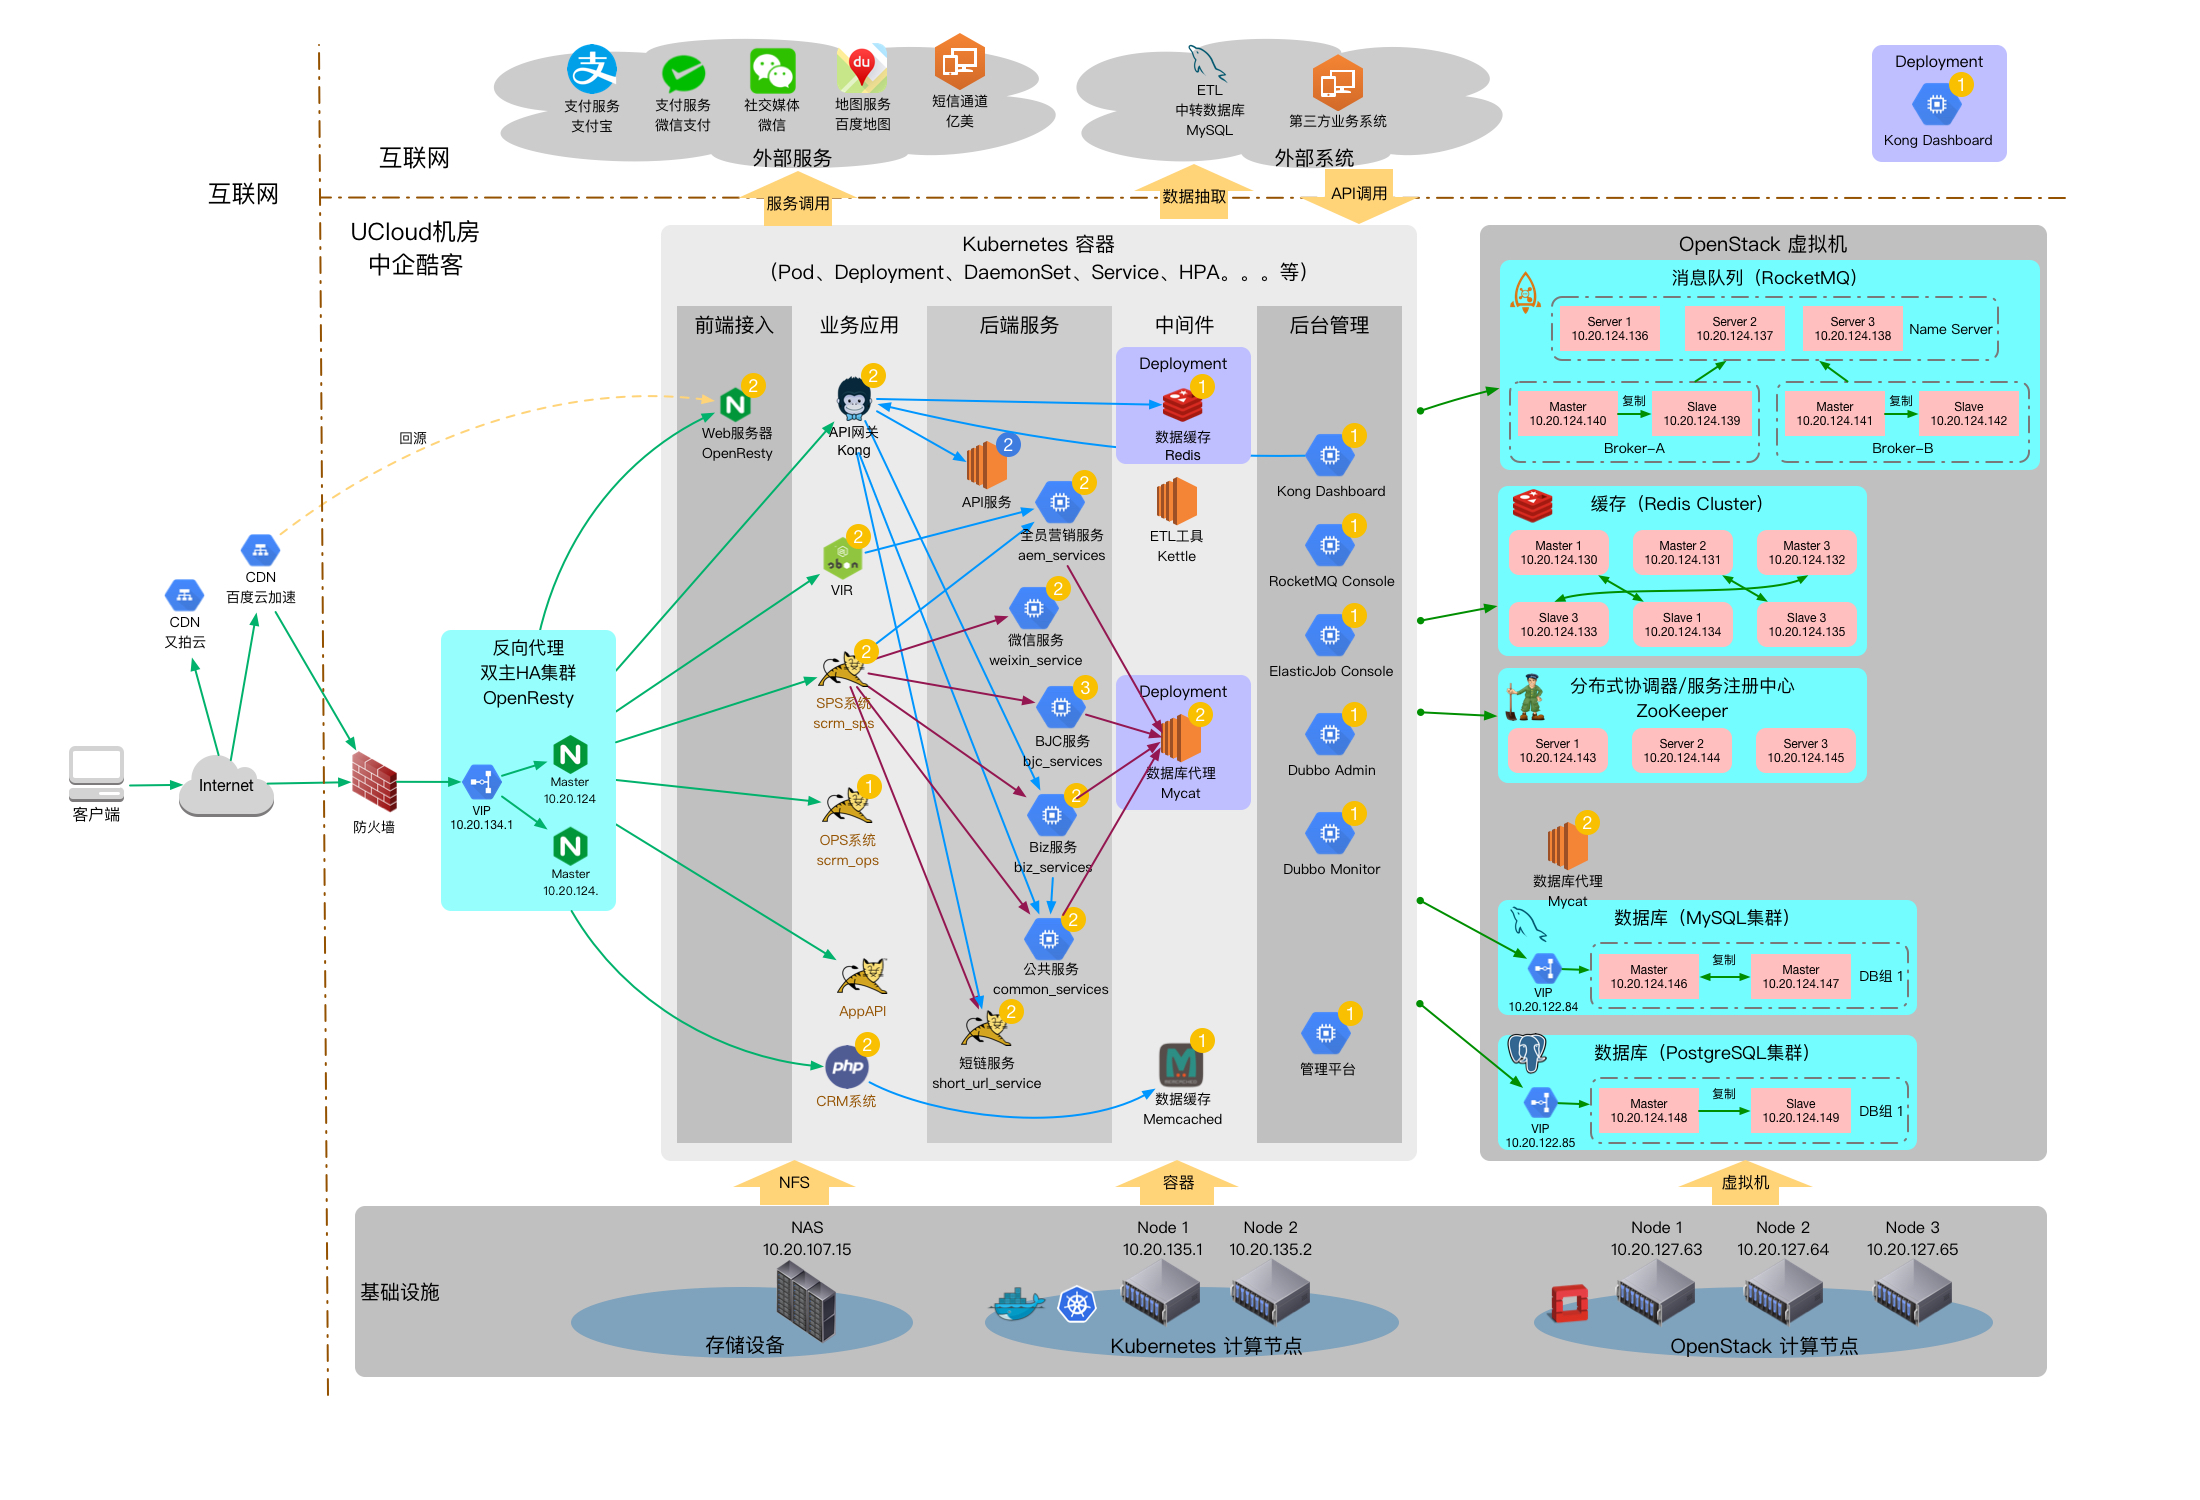 支付服务
支付宝
支付服务
微信支付
社交媒体
微信
du
地图服务
百度地图
短信通道
亿美
外部服务
ETL
中转数据库
MySQL
第三方业务系统
外部系统
Deployment
1
Kong Dashboard
互联网
互联网
服务调用
数据抽取
API调用
UCloud机房
中企酷客
Kubernetes 容器
（Pod、Deployment、DaemonSet、Service、HPA。。。等）
前端接入
业务应用
后端服务
中间件
后台管理
2
Web服务器
OpenResty
2
API网关
Kong
2
VIR
2
SPS系统
scrm_sps
1
OPS系统
scrm_ops
AppAPI
php
2
CRM系统
2
API服务
2
全员营销服务
aem_services
2
微信服务
weixin_service
3
BJC服务
bjc_services
2
Biz服务
biz_services
2
公共服务
common_services
2
短链服务
short_url_service
Deployment
1
数据缓存
Redis
ETL工具
Kettle
Deployment
2
数据库代理
Mycat
1
数据缓存
Memcached
1
Kong Dashboard
1
RocketMQ Console
1
ElasticJob Console
1
Dubbo Admin
1
Dubbo Monitor
1
管理平台
回源
CDN
百度云加速
CDN
又拍云
Internet
客户端
防火墙
反向代理
双主HA集群
OpenResty
VIP
10.20.134.1
Master
10.20.124
Master
10.20.124.
OpenStack 虚拟机
消息队列（RocketMQ）
Server 1
10.20.124.136
Server 2
10.20.124.137
Server 3
10.20.124.138
Name Server
Master
10.20.124.140
复制
Slave
10.20.124.139
Broker-A
Master
10.20.124.141
复制
Slave
10.20.124.142
Broker-B
缓存（Redis Cluster）
Master 1
10.20.124.130
Master 2
10.20.124.131
Master 3
10.20.124.132
Slave 3
10.20.124.133
Slave 1
10.20.124.134
Slave 3
10.20.124.135
分布式协调器/服务注册中心
ZooKeeper
Server 1
10.20.124.143
Server 2
10.20.124.144
Server 3
10.20.124.145
2
数据库代理
Mycat
数据库（MySQL集群）
VIP
10.20.122.84
Master
10.20.124.146
复制
Master
10.20.124.147
DB组 1
数据库（PostgreSQL集群）
VIP
10.20.122.85
Master
10.20.124.148
复制
Slave
10.20.124.149
DB组 1
NFS
容器
虚拟机
基础设施
NAS
10.20.107.15
存储设备
Node 1
10.20.135.1
Node 2
10.20.135.2
Kubernetes 计算节点
Node 1
10.20.127.63
Node 2
10.20.127.64
Node 3
10.20.127.65
OpenStack 计算节点